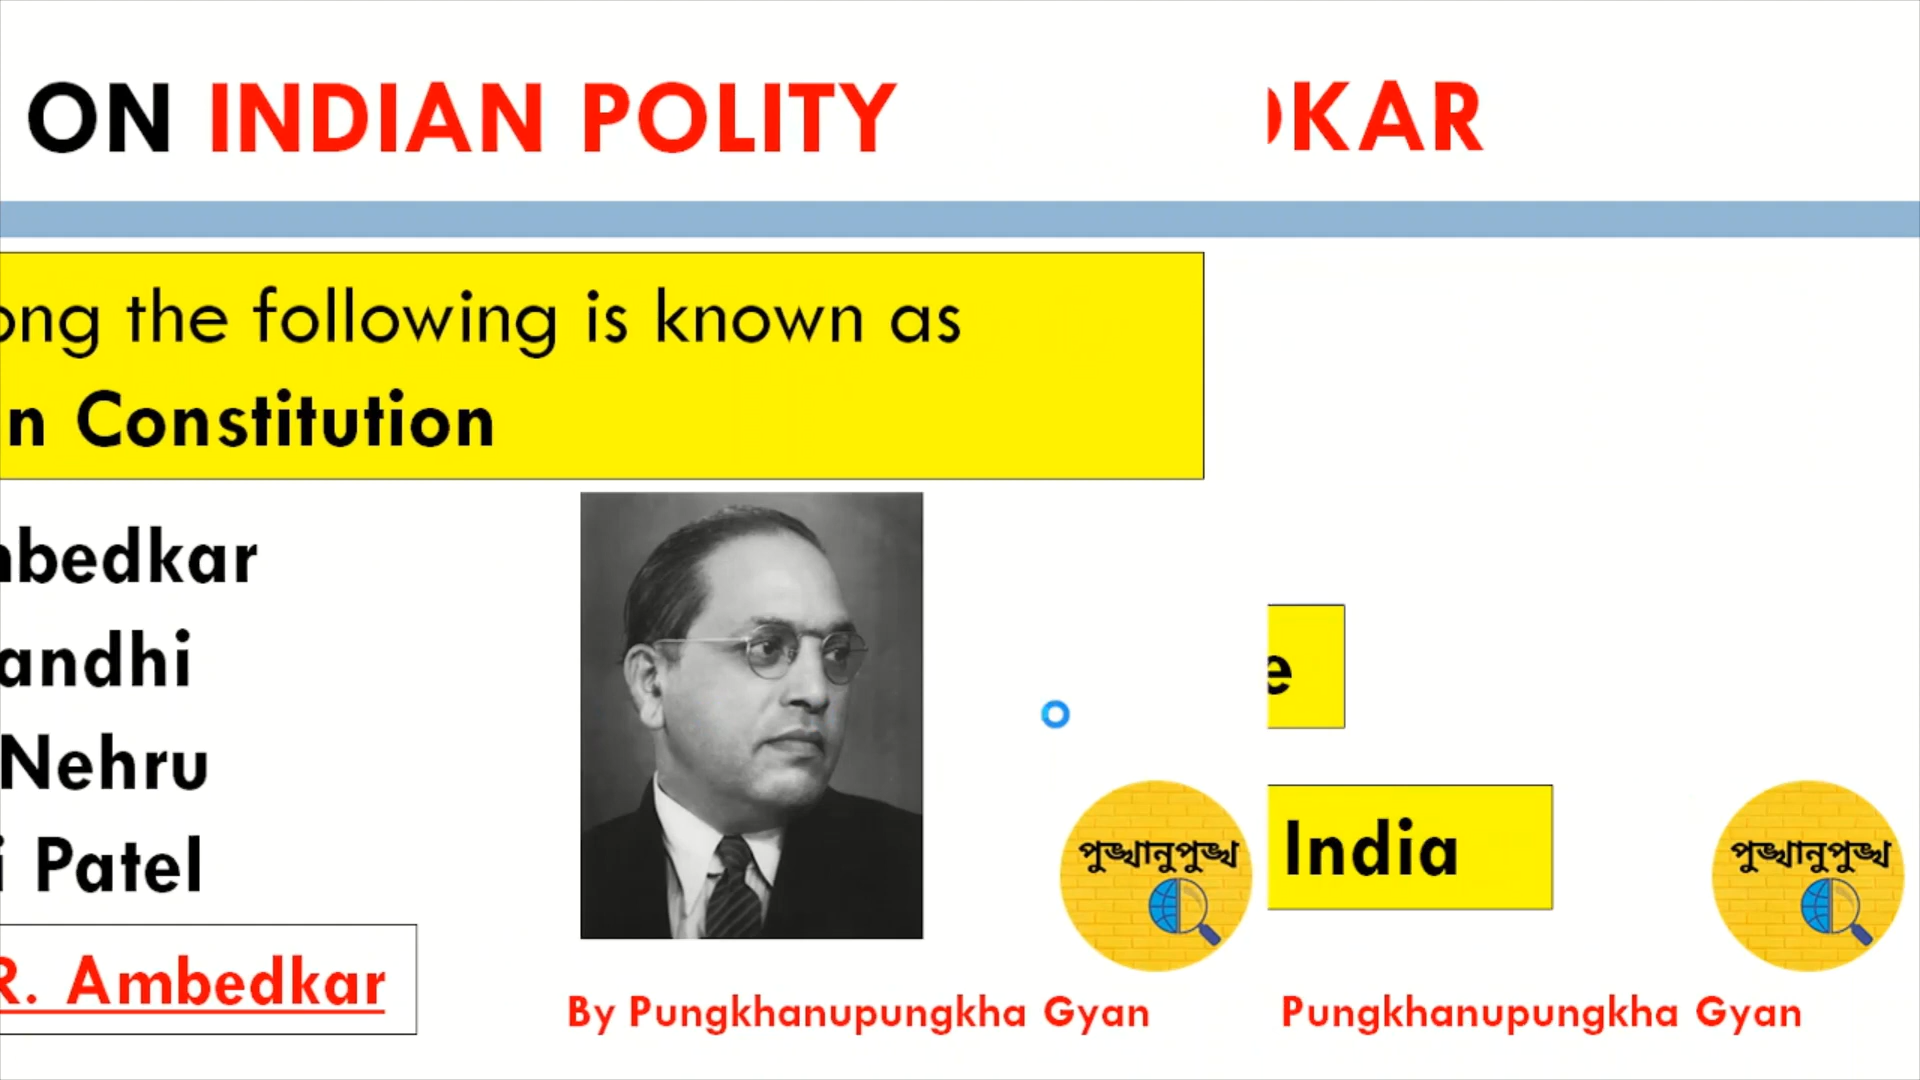 ON INDIAN POLITY
KAR
ong the following is known as
n Constitution
mbedkar
andhi
Nehru
i Patel
R. Ambedkar
e
India
পুঙ্খানুপুঙ্খ
পুঙ্খানুপুঙ্খ
By Pungkhanupungkha Gyan
Pungkhanupungkha Gyan